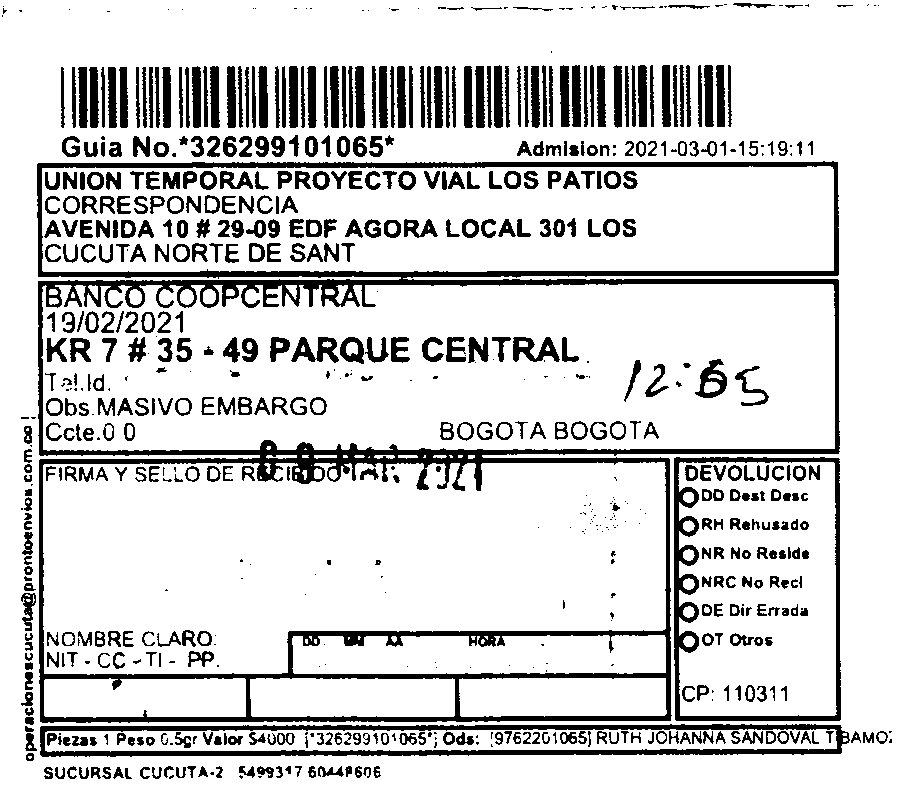 Guia No.*326299101065*
Admision: 2021-03-01-15:19:11
UNION TEMPORAL PROYECTO VIAL LOS PATIOS
CORRESPONDENCIA
AVENIDA 10 # 29-09 EDF AGORA LOCAL 301 LOS
CUCUTA NORTE DE SANT
BANCO COOPCENTRAL
19/02/2021
KR 7 # 35 - 49 PARQUE CENTRAL
Tel.Id.
12:55
Obs.MASIVO EMBARGO
Ccte.0 0
BOGOTA BOGOTA
MAR 2021
FIRMA Y SELLO DE RECIBIDO
DEVOLUCION
DD Dest Desc
RH Rehusado
NR No Reside
NRC No Recl
DE Dir Errada
OT Otros
NOMBRE CLARO:
NIT - CC - TI - PP.
DD MM AA HORA
CP: 110311
operacionescucuta@prontoenvios.com.co
Piezas 1 Peso 0.5gr Valor $4000 [*326299101065*] Ods: [9762201065] RUTH JOHANNA SANDOVAL
SUCURSAL CUCUTA-2 5499317 60448606